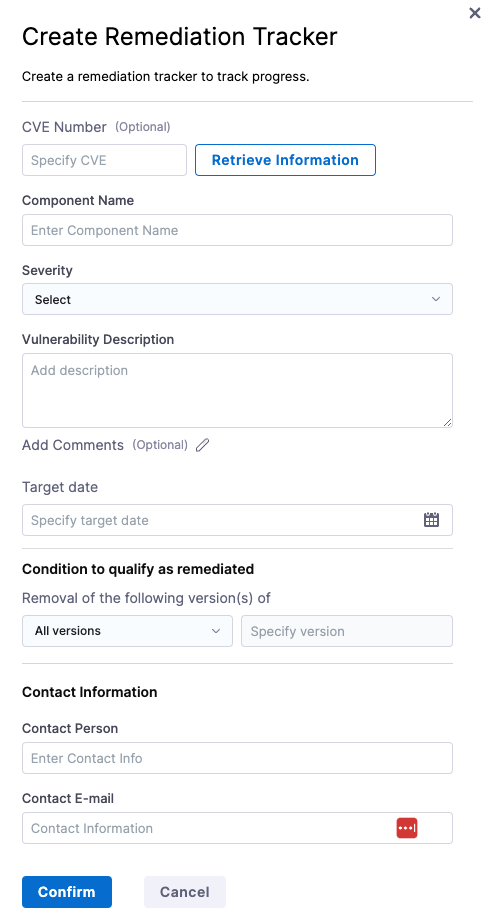 Create Remediation Tracker
Create a remediation tracker to track progress.
CVE Number (Optional)
Specify CVE
Retrieve Information
Component Name
Enter Component Name
Severity
Select
Vulnerability Description
Add description
Add Comments (Optional)
Target date
Specify target date
Condition to qualify as remediated
Removal of the following version(s) of
All versions
Specify version
Contact Information
Contact Person
Enter Contact Info
Contact E-mail
Contact Information
Confirm
Cancel